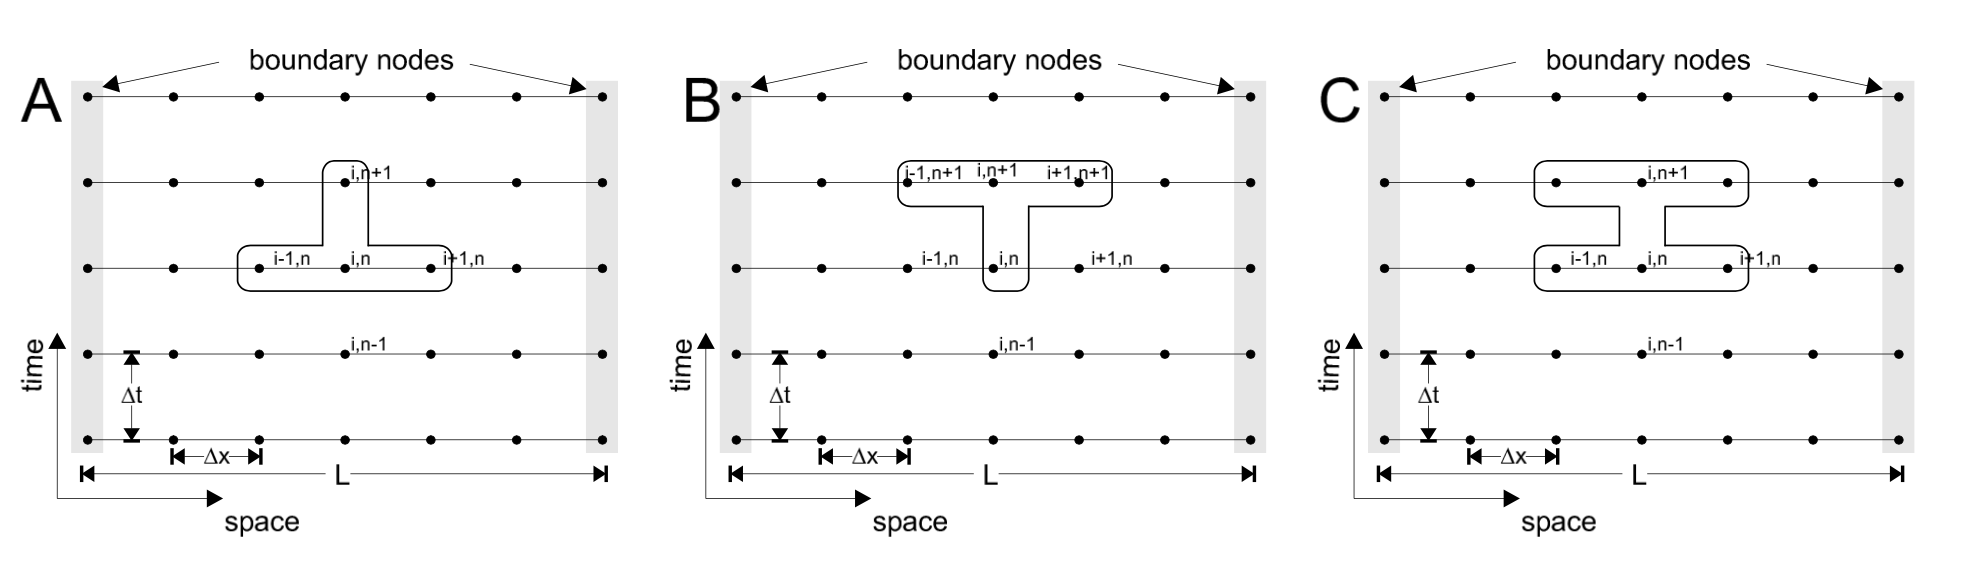 boundary nodes
A
i,n+1
i-1,n i,n i+1,n
i,n-1
time
Δt
Δx
L
space
boundary nodes
B
i-1,n+1 i,n+1 i+1,n+1
i-1,n i,n i+1,n
i,n-1
time
Δt
Δx
L
space
boundary nodes
C
i,n+1
i-1,n i,n i+1,n
i,n-1
time
Δt
Δx
L
space